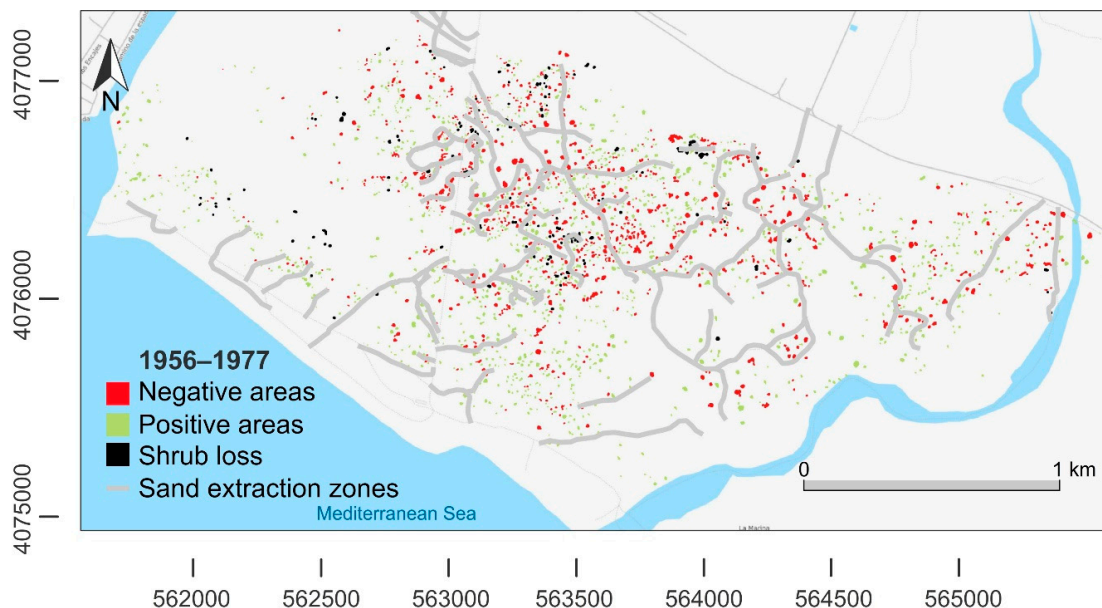 4077000
4076000
4075000
N
1956–1977
Negative areas
Positive areas
Shrub loss
Sand extraction zones
Mediterranean Sea
0 1 km
La Marina
562000 562500 563000 563500 564000 564500 565000